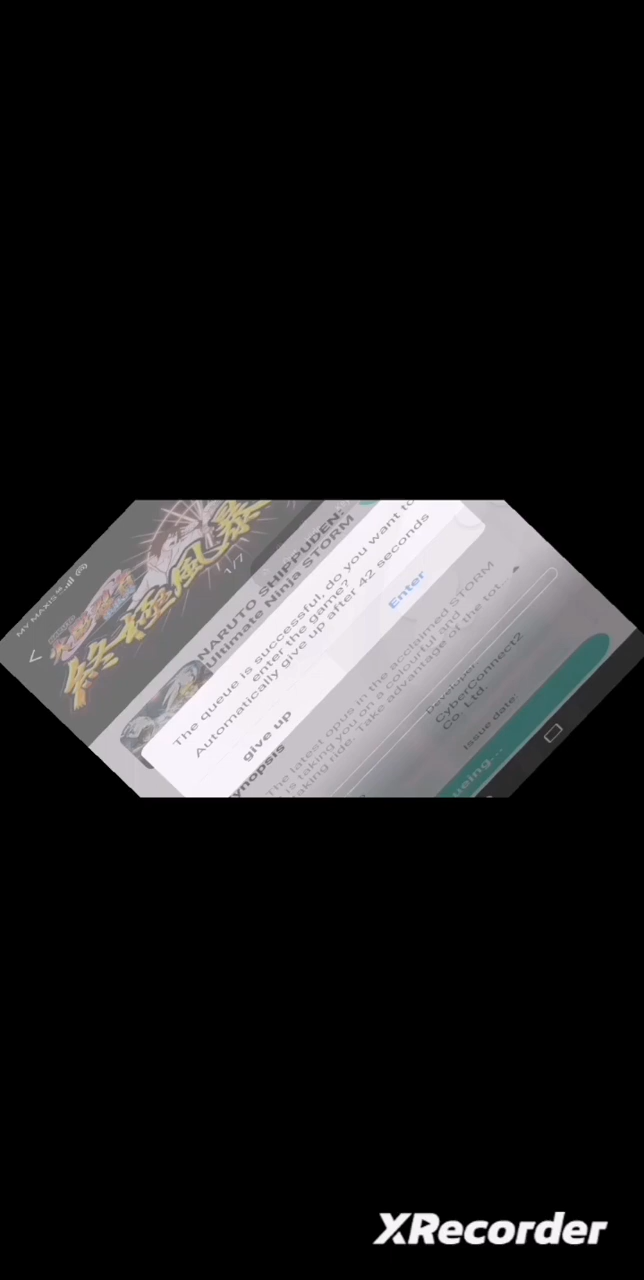 MY MAXIS
終極風暴
1/7
NARUTO SHIPPUDEN:
Ultimate Ninja STORM
The queue is successful, do you want to
enter the game?
Automatically give up after 42 seconds
give up
Enter
ynopsis
The latest opus in the acclaimed STORM
is taking you on a colourful and
aking ride. Take advantage of the tot...
Developer
CyberConnect2
Co. Ltd.
Issue date:
ueing...
XRecorder